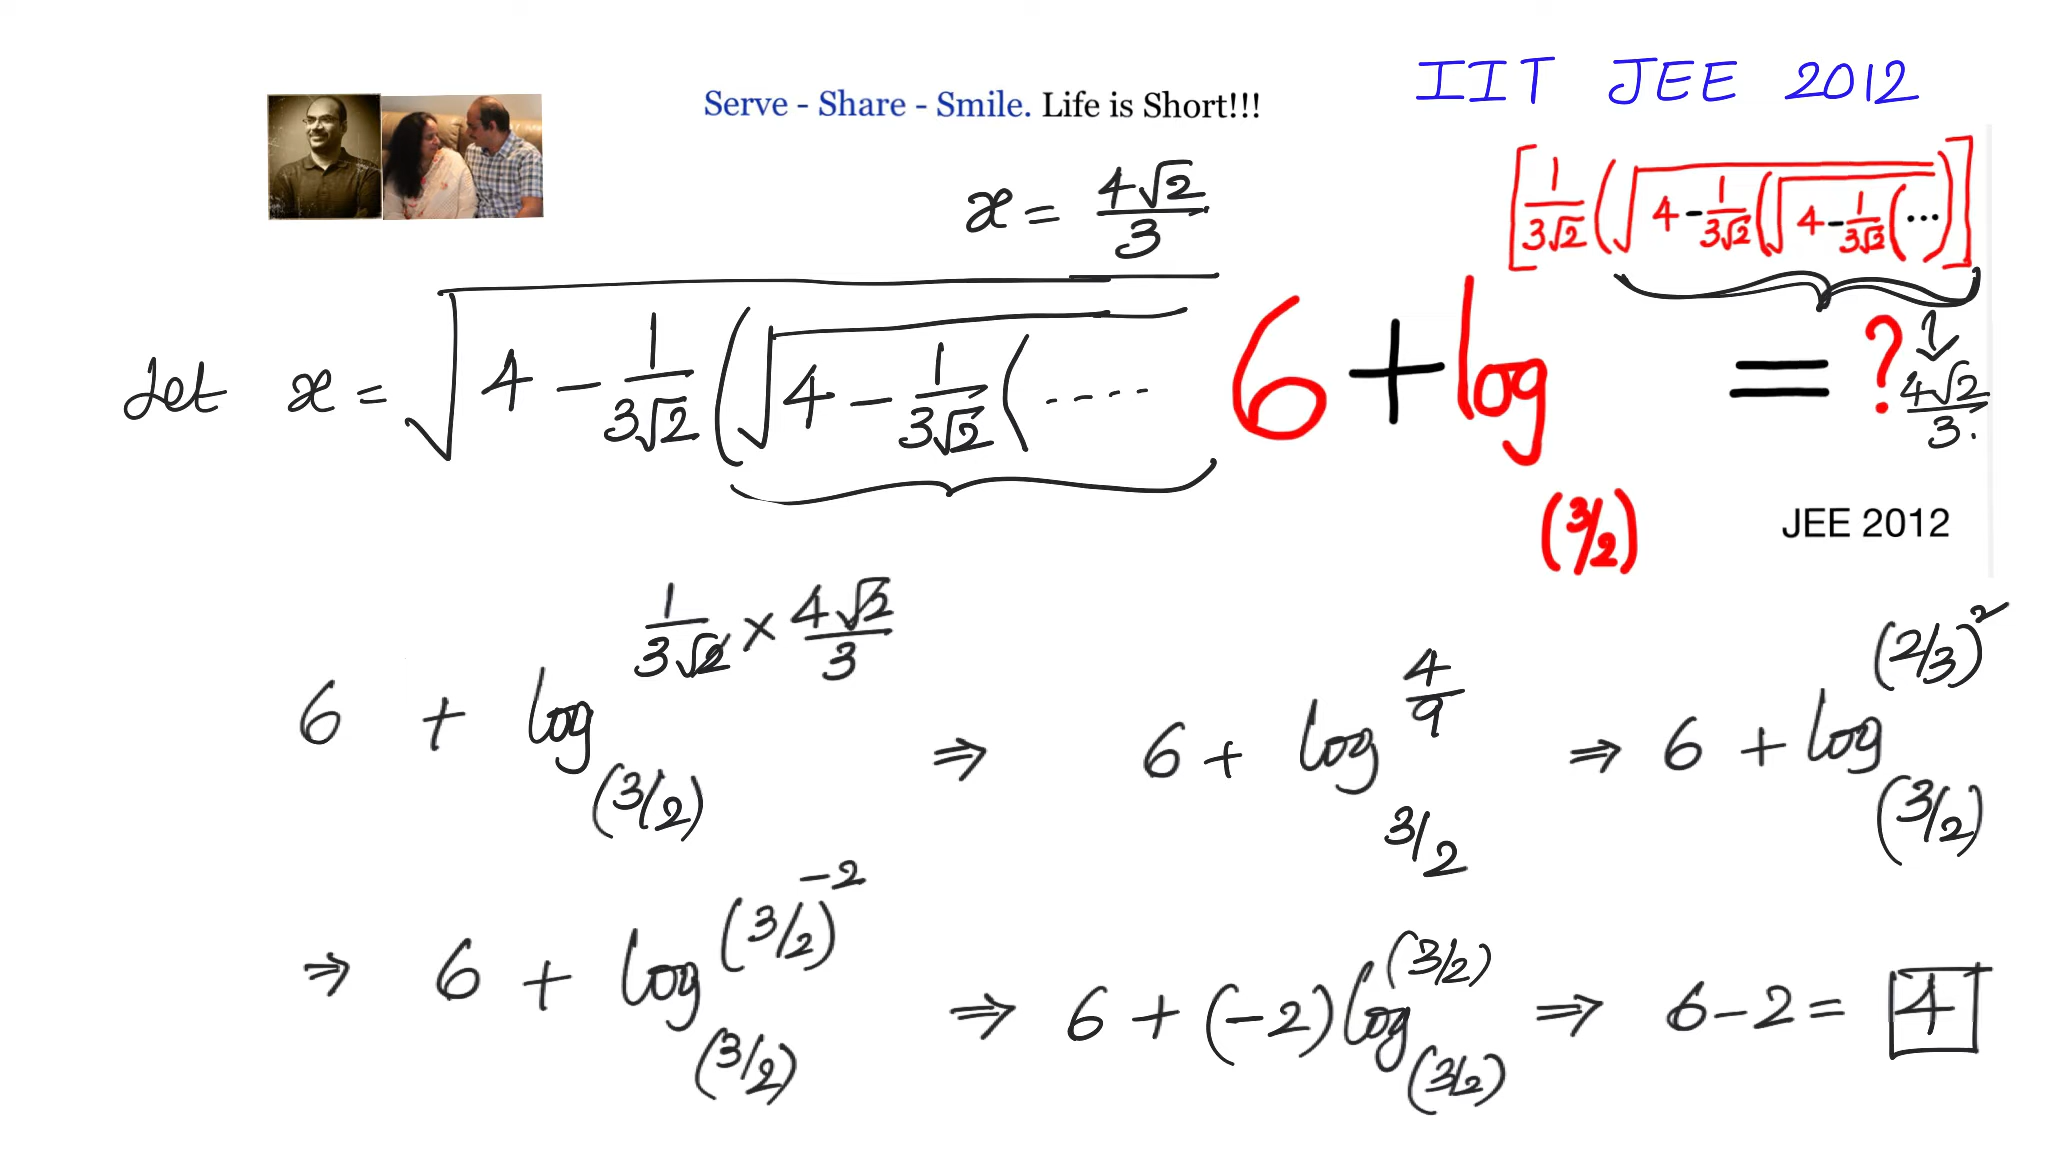 IIT JEE 2012
Serve - Share - Smile. Life is Short!!!
x = 4√2/3
[1/3√2 (√4 - 1/3√2 (√4 - 1/3√3 (...)]
Let x = √4 - 1/3√2 (√4 - 1/3√2 ( .....
6 + log (3/2) = ? 4√2/3.
JEE 2012
6 + log (3/2) 1/3√2 × 4√2/3 ⇒ 6 + log 3/2 4/9 ⇒ 6 + log (3/2) (2/3)²
⇒ 6 + log (3/2) (3/2)⁻² ⇒ 6 + (-2) log (3/2) (3/2) ⇒ 6 - 2 = 4